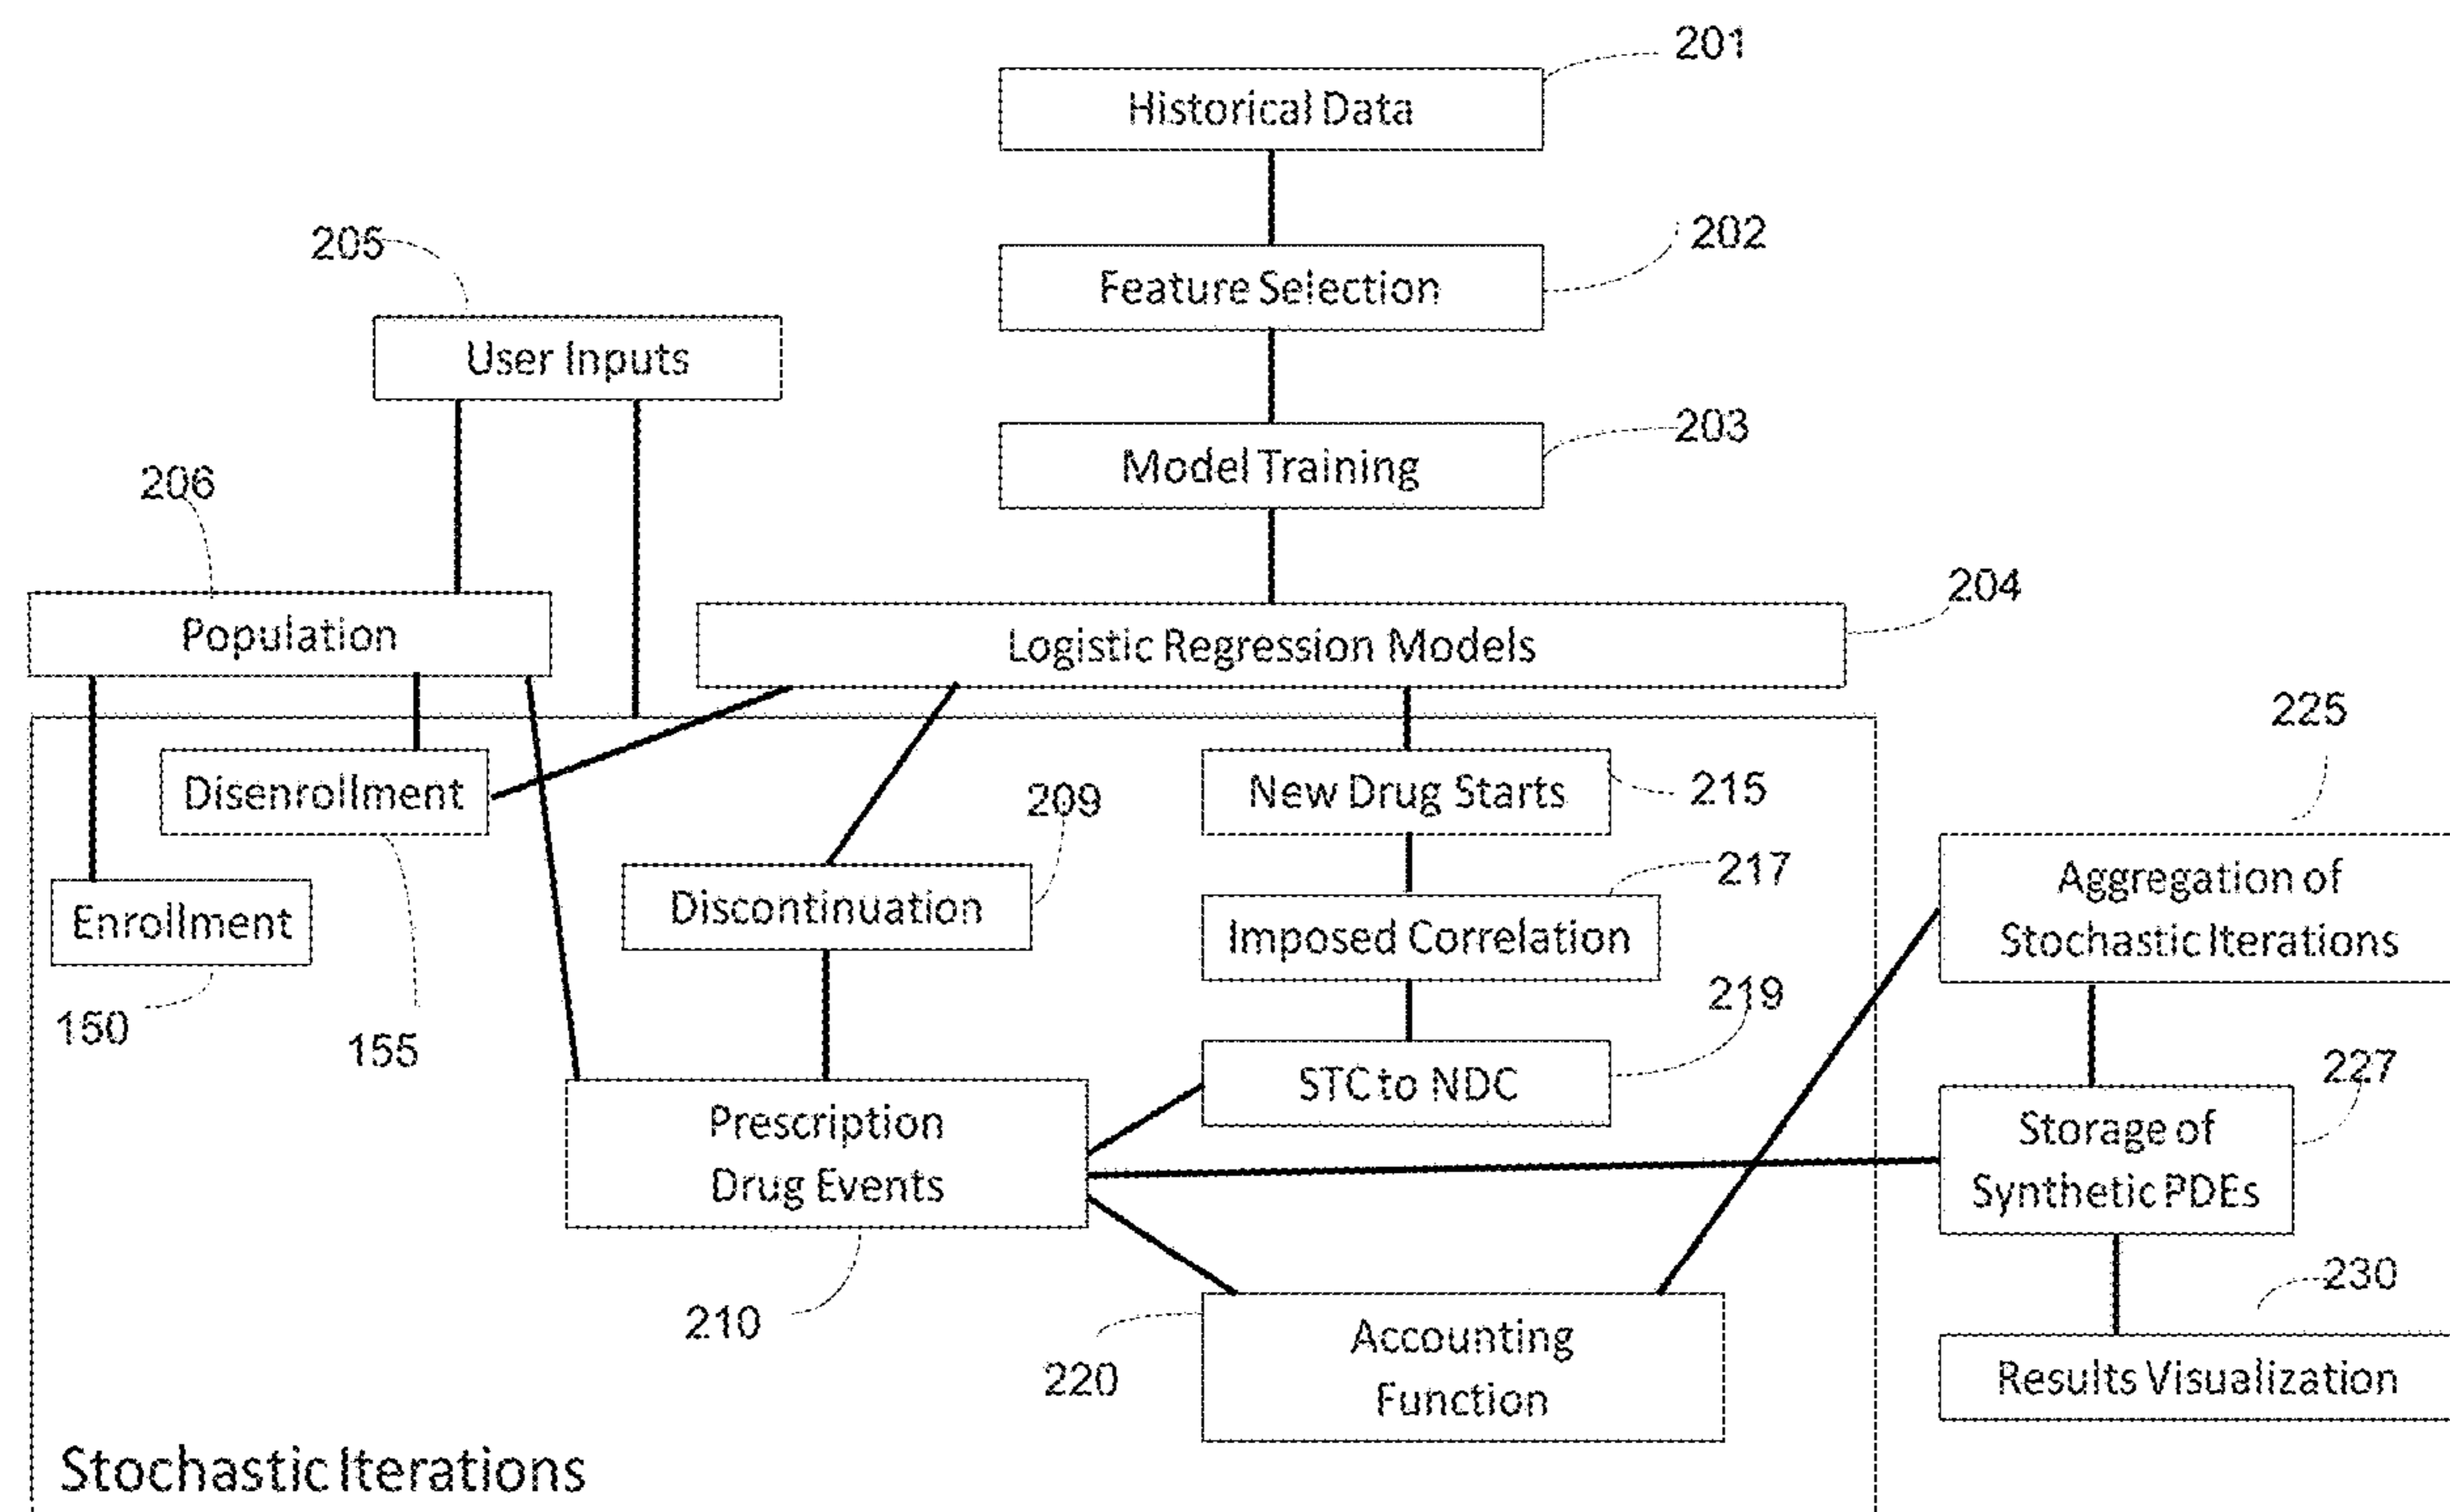 201
Historical Data
202
Feature Selection
205
User Inputs
203
Model Training
206
Population
204
Logistic Regression Models
225
Disenrollment
New Drug Starts
215
209
217
Aggregation of
Stochastic Iterations
Discontinuation
Imposed Correlation
Enrollment
150
155
219
STC to NDC
227
Prescription
Drug Events
Storage of
Synthetic PDEs
210
230
220
Accounting
Function
Results Visualization
Stochastic Iterations